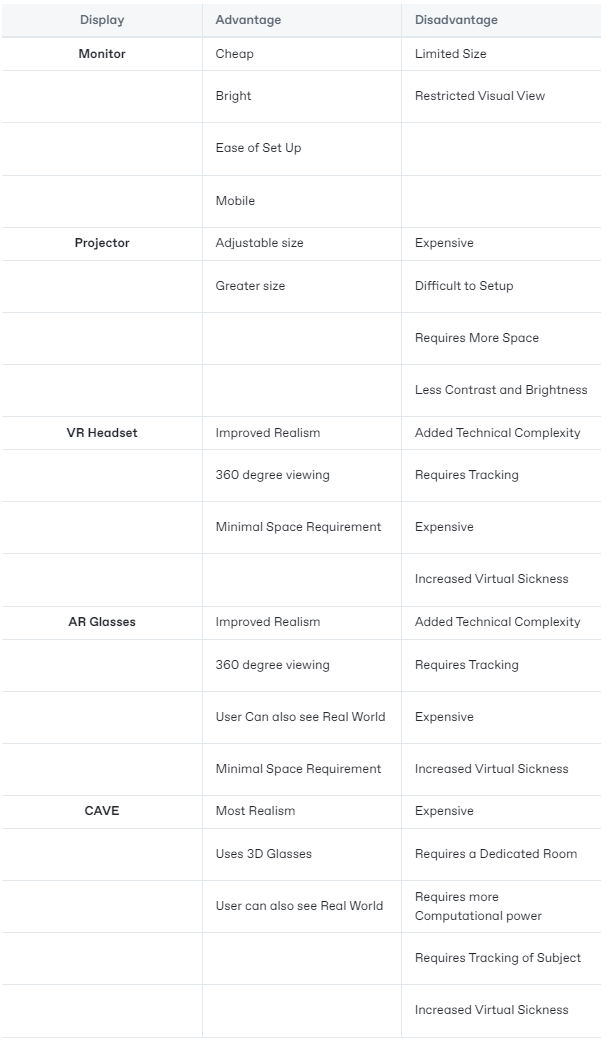 Display Advantage Disadvantage
Monitor Cheap Limited Size
Bright Restricted Visual View
Ease of Set Up
Mobile
Projector Adjustable size Expensive
Greater size Difficult to Setup
Requires More Space
Less Contrast and Brightness
VR Headset Improved Realism Added Technical Complexity
360 degree viewing Requires Tracking
Minimal Space Requirement Expensive
Increased Virtual Sickness
AR Glasses Improved Realism Added Technical Complexity
360 degree viewing Requires Tracking
User Can also see Real World Expensive
Minimal Space Requirement Increased Virtual Sickness
CAVE Most Realism Expensive
Uses 3D Glasses Requires a Dedicated Room
User can also see Real World Requires more
Computational power
Requires Tracking of Subject
Increased Virtual Sickness